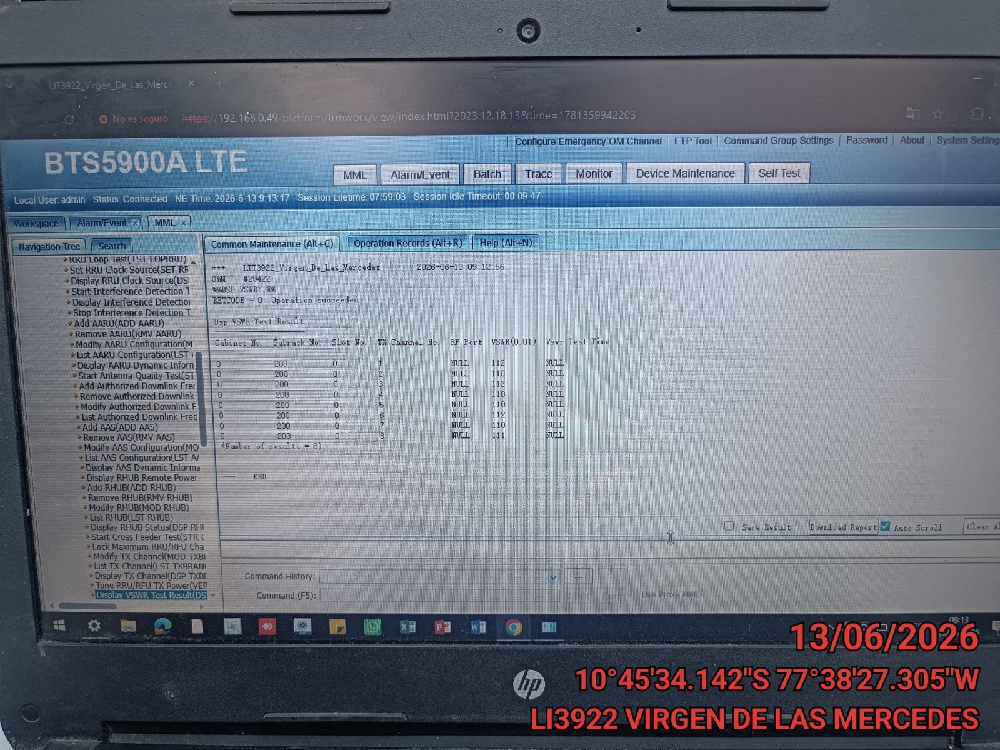 LIT3922_Virgen_De_Las_Merc
No es seguro https://192.168.0.49/platform/frmwork/view/index.html?2023.12.18.13&time=1781359942203
Configure Emergency OM Channel | FTP Tool | Command Group Settings | Password | About | System Setting
BTS5900A LTE
MML Alarm/Event Batch Trace Monitor Device Maintenance Self Test
Local User: admin Status: Connected NE Time: 2026-6-13 9:13:17 Session Lifetime: 07:59:03 Session Idle Timeout: 00:09:47
Workspace Alarm/Event MML
Navigation Tree Search
RRU Loop Test(TST LOPRRU)
Set RRU Clock Source(SET RR
Display RRU Clock Source(DS
Start Interference Detection T
Display Interference Detection
Stop Interference Detection T
Add AARU(ADD AARU)
Remove AARU(RMV AARU)
Modify AARU Configuration(M
List AARU Configuration(LST
Display AARU Dynamic Inform
Start Antenna Quality Test(ST
Add Authorized Downlink Frec
Remove Authorized Downlink
Modify Authorized Downlink F
List Authorized Downlink Freq
Add AAS(ADD AAS)
Remove AAS(RMV AAS)
Modify AAS Configuration(MO
List AAS Configuration(LST AA
Display AAS Dynamic Informa
Display RHUB Remote Power
Add RHUB(ADD RHUB)
Remove RHUB(RMV RHUB)
Modify RHUB(MOD RHUB)
List RHUB(LST RHUB)
Display RHUB Status(DSP RHU
Start Cross Feeder Test(STR C
Lock Maximum RRU/RFU Cha
Modify TX Channel(MOD TXBI
List TX Channel(LST TXBRAN
Display TX Channel(DSP TXBF
Tune RRU/RFU TX Power(VER
Display VSWR Test Result(DS
Common Maintenance (Alt+C) Operation Records (Alt+R) Help (Alt+N)
+++ LIT3922_Virgen_De_Las_Mercedes 2026-06-13 09:12:56
O&M #29422
%%DSP VSWR:;%%
RETCODE = 0 Operation succeeded.
Dsp VSWR Test Result
Cabinet No. Subrack No. Slot No. TX Channel No. RF Port VSWR(0.01) Vswr Test Time
0 200 0 1 NULL 112 NULL
0 200 0 2 NULL 110 NULL
0 200 0 3 NULL 112 NULL
0 200 0 4 NULL 110 NULL
0 200 0 5 NULL 110 NULL
0 200 0 6 NULL 112 NULL
0 200 0 7 NULL 110 NULL
0 200 0 8 NULL 111 NULL
(Number of results = 8)
--- END
Save Result Download Report Auto Scroll Clear Al
Command History:
Command (F5): Assist Exec Use Proxy MML
09:13
hp
13/06/2026
10°45'34.142"S 77°38'27.305"W
LI3922 VIRGEN DE LAS MERCEDES